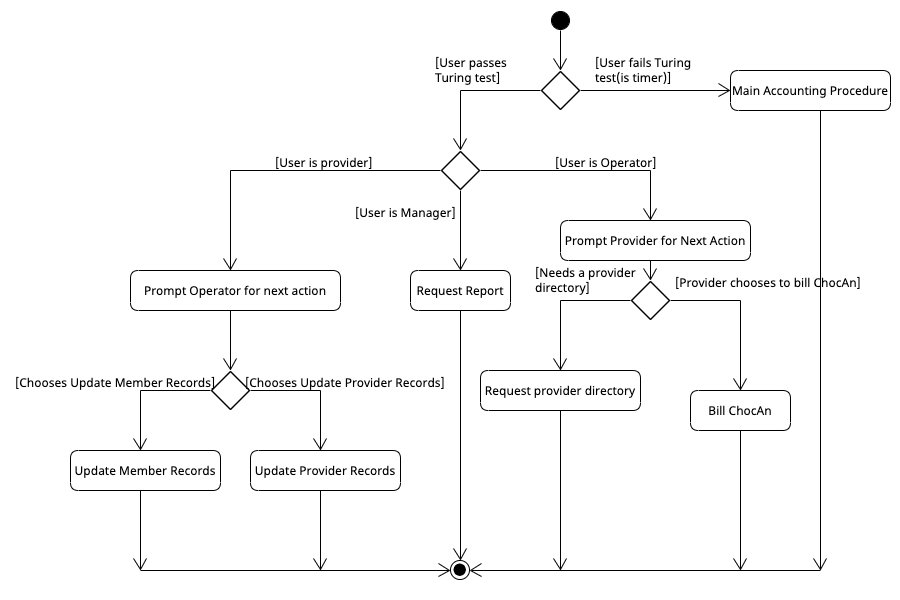 [User passes
Turing test]
[User fails Turing
test(is timer)]
Main Accounting Procedure
[User is provider]
[User is Operator]
[User is Manager]
Prompt Provider for Next Action
[Needs a provider
directory]
[Provider chooses to bill ChocAn]
Prompt Operator for next action
Request Report
[Chooses Update Member Records]
[Chooses Update Provider Records]
Request provider directory
Bill ChocAn
Update Member Records
Update Provider Records